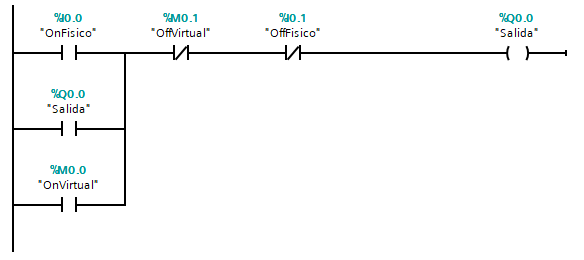 %I0.0 %M0.1 %I0.1 %Q0.0
"OnFisico" "OffVirtual" "OffFisico" "Salida"
%Q0.0
"Salida"
%M0.0
"OnVirtual"